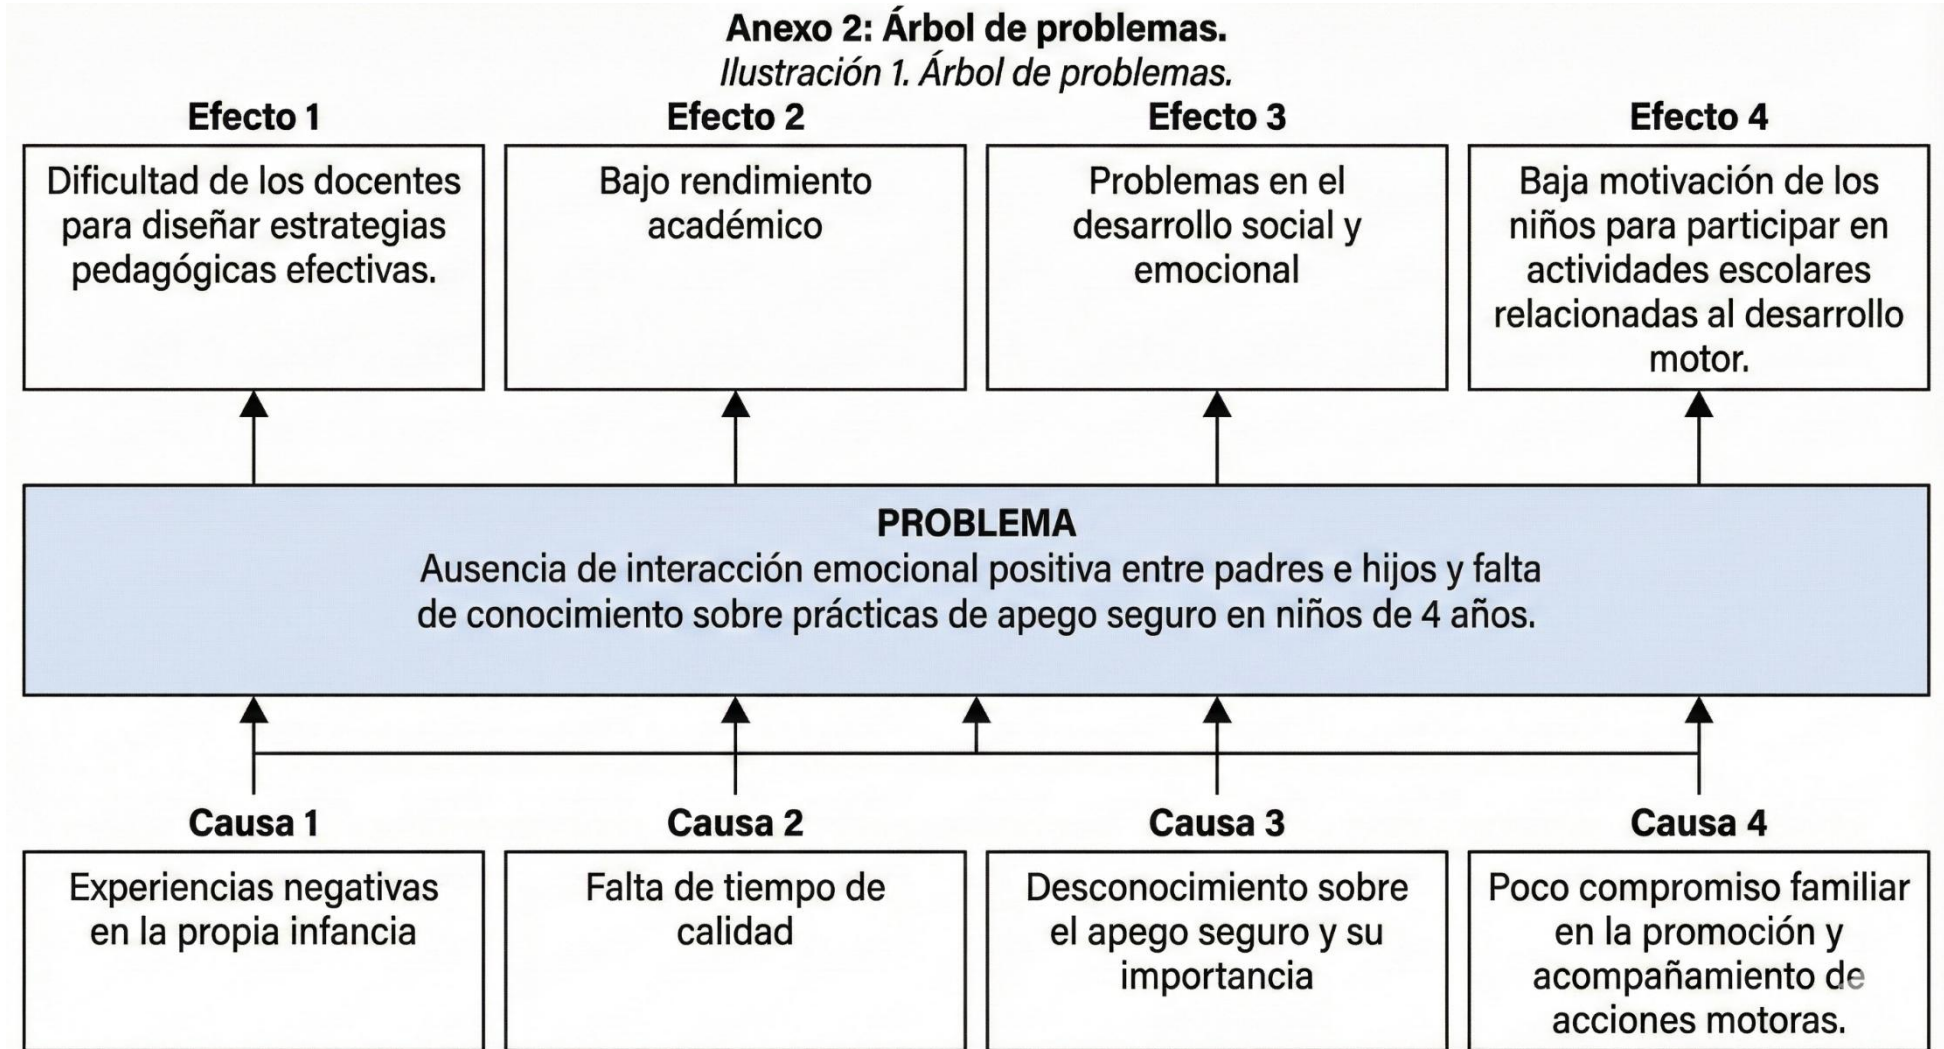 Anexo 2: Árbol de problemas.
Ilustración 1. Árbol de problemas.
Efecto 1
Dificultad de los docentes
para diseñar estrategias
pedagógicas efectivas.
Efecto 2
Bajo rendimiento
académico
Efecto 3
Problemas en el
desarrollo social y
emocional
Efecto 4
Baja motivación de los
niños para participar en
actividades escolares
relacionadas al desarrollo
motor.
PROBLEMA
Ausencia de interacción emocional positiva entre padres e hijos y falta
de conocimiento sobre prácticas de apego seguro en niños de 4 años.
Causa 1
Experiencias negativas
en la propia infancia
Causa 2
Falta de tiempo de
calidad
Causa 3
Desconocimiento sobre
el apego seguro y su
importancia
Causa 4
Poco compromiso familiar
en la promoción y
acompañamiento de
acciones motoras.